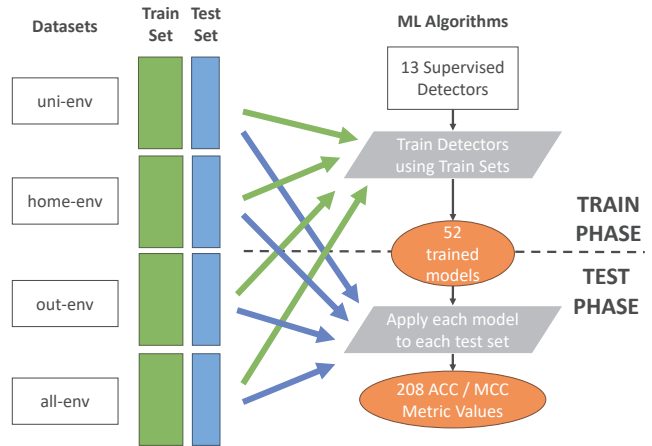 Datasets
Train
Set
Test
Set
ML Algorithms
uni-env
home-env
out-env
all-env
13 Supervised
Detectors
Train Detectors
using Train Sets
52
trained
models
TRAIN
PHASE
TEST
PHASE
Apply each model
to each test set
208 ACC / MCC
Metric Values